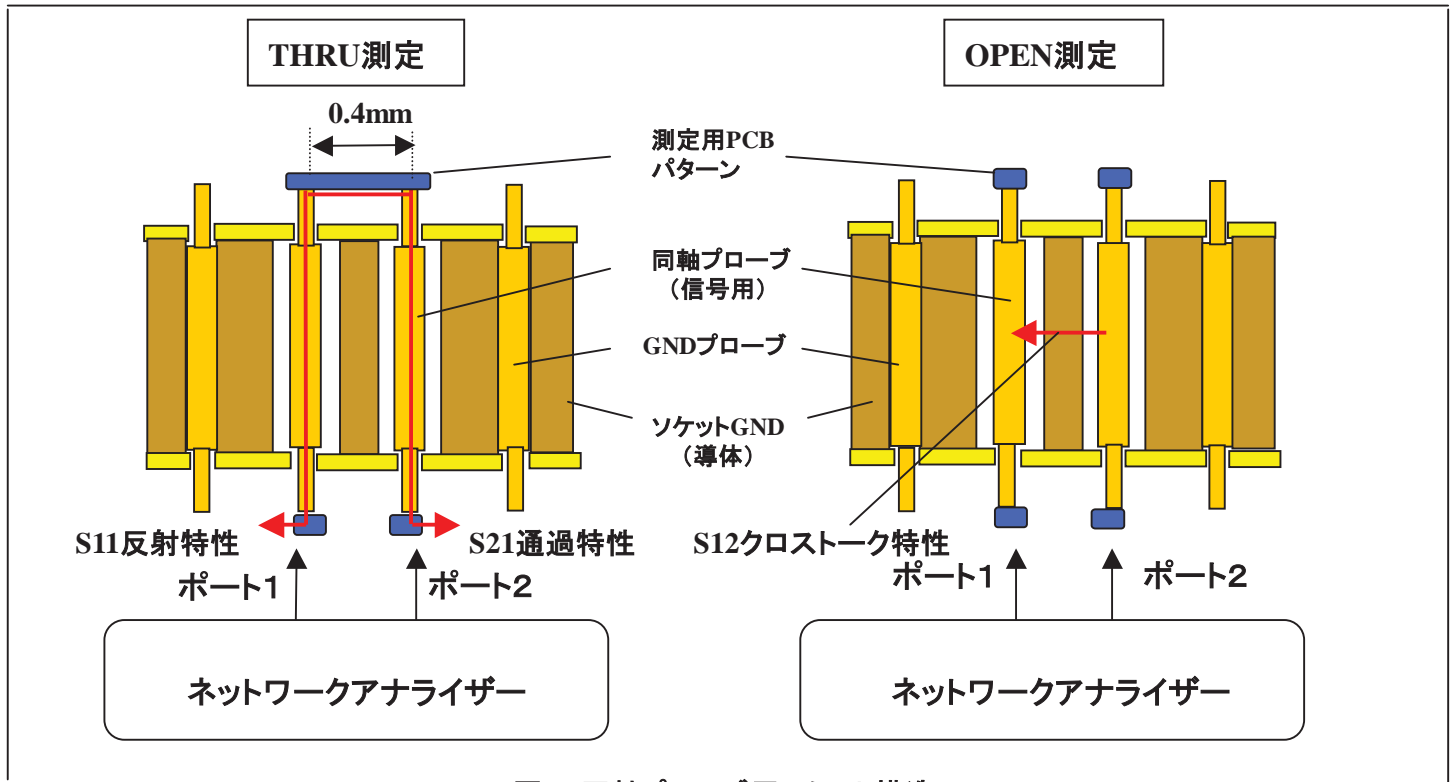 THRU測定
OPEN測定
0.4mm
測定用PCB
パターン
同軸プローブ
(信号用)
GNDプローブ
ソケットGND
(導体)
S11反射特性
S21通過特性
S12クロストーク特性
ポート1
ポート2
ポート1
ポート2
ネットワークアナライザー
ネットワークアナライザー